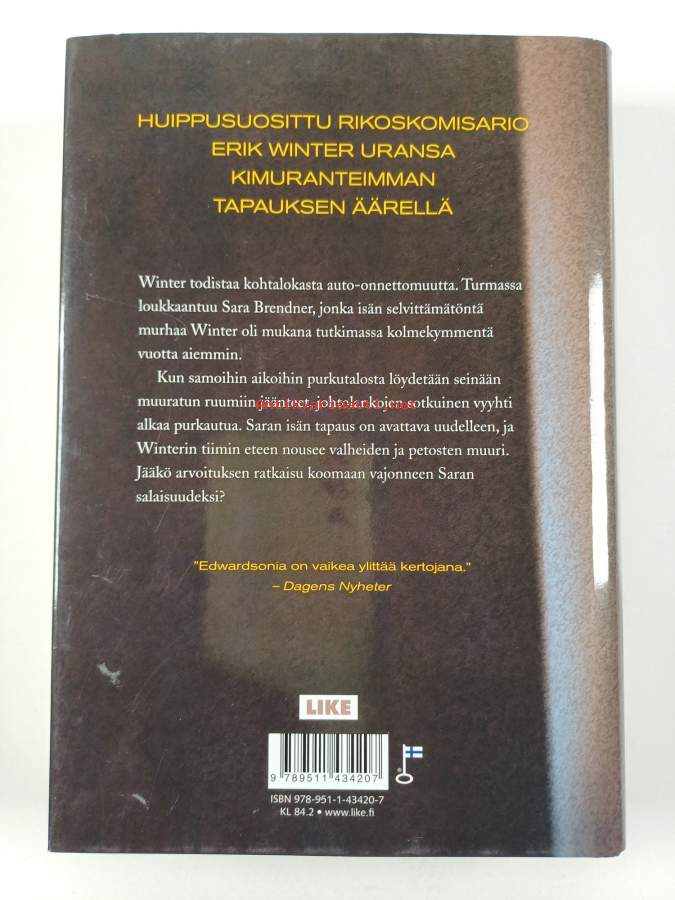 HUIPPUSUOSITTU RIKOSKOMISARIO
ERIK WINTER URANSA
KIMURANTEIMMAN
TAPAUKSEN ÄÄRELLÄ
Winter todistaa kohtalokasta auto-onnettomuutta. Turmassa
loukkaantuu Sara Brendner, jonka isän selvittämätöntä
murhaa Winter oli mukana tutkimassa kolmekymmentä
vuotta aiemmin.
Kun samoihin aikoihin purkutalosta löydetään seinään
muuratun ruumiin jäänteet, johtolankojen sotkuinen vyyhti
alkaa purkautua. Saran isän tapaus on avattava uudelleen, ja
Winterin tiimin eteen nousee valheiden ja petosten muuri.
Jääkö arvoituksen ratkaisu koomaan vajonneen Saran
salaisuudeksi?
"Edwardsonia on vaikea ylittää kertojana."
– Dagens Nyheter
LIKE
9 789511 434207
ISBN 978-951-1-43420-7
KL 84.2 • www.like.fi